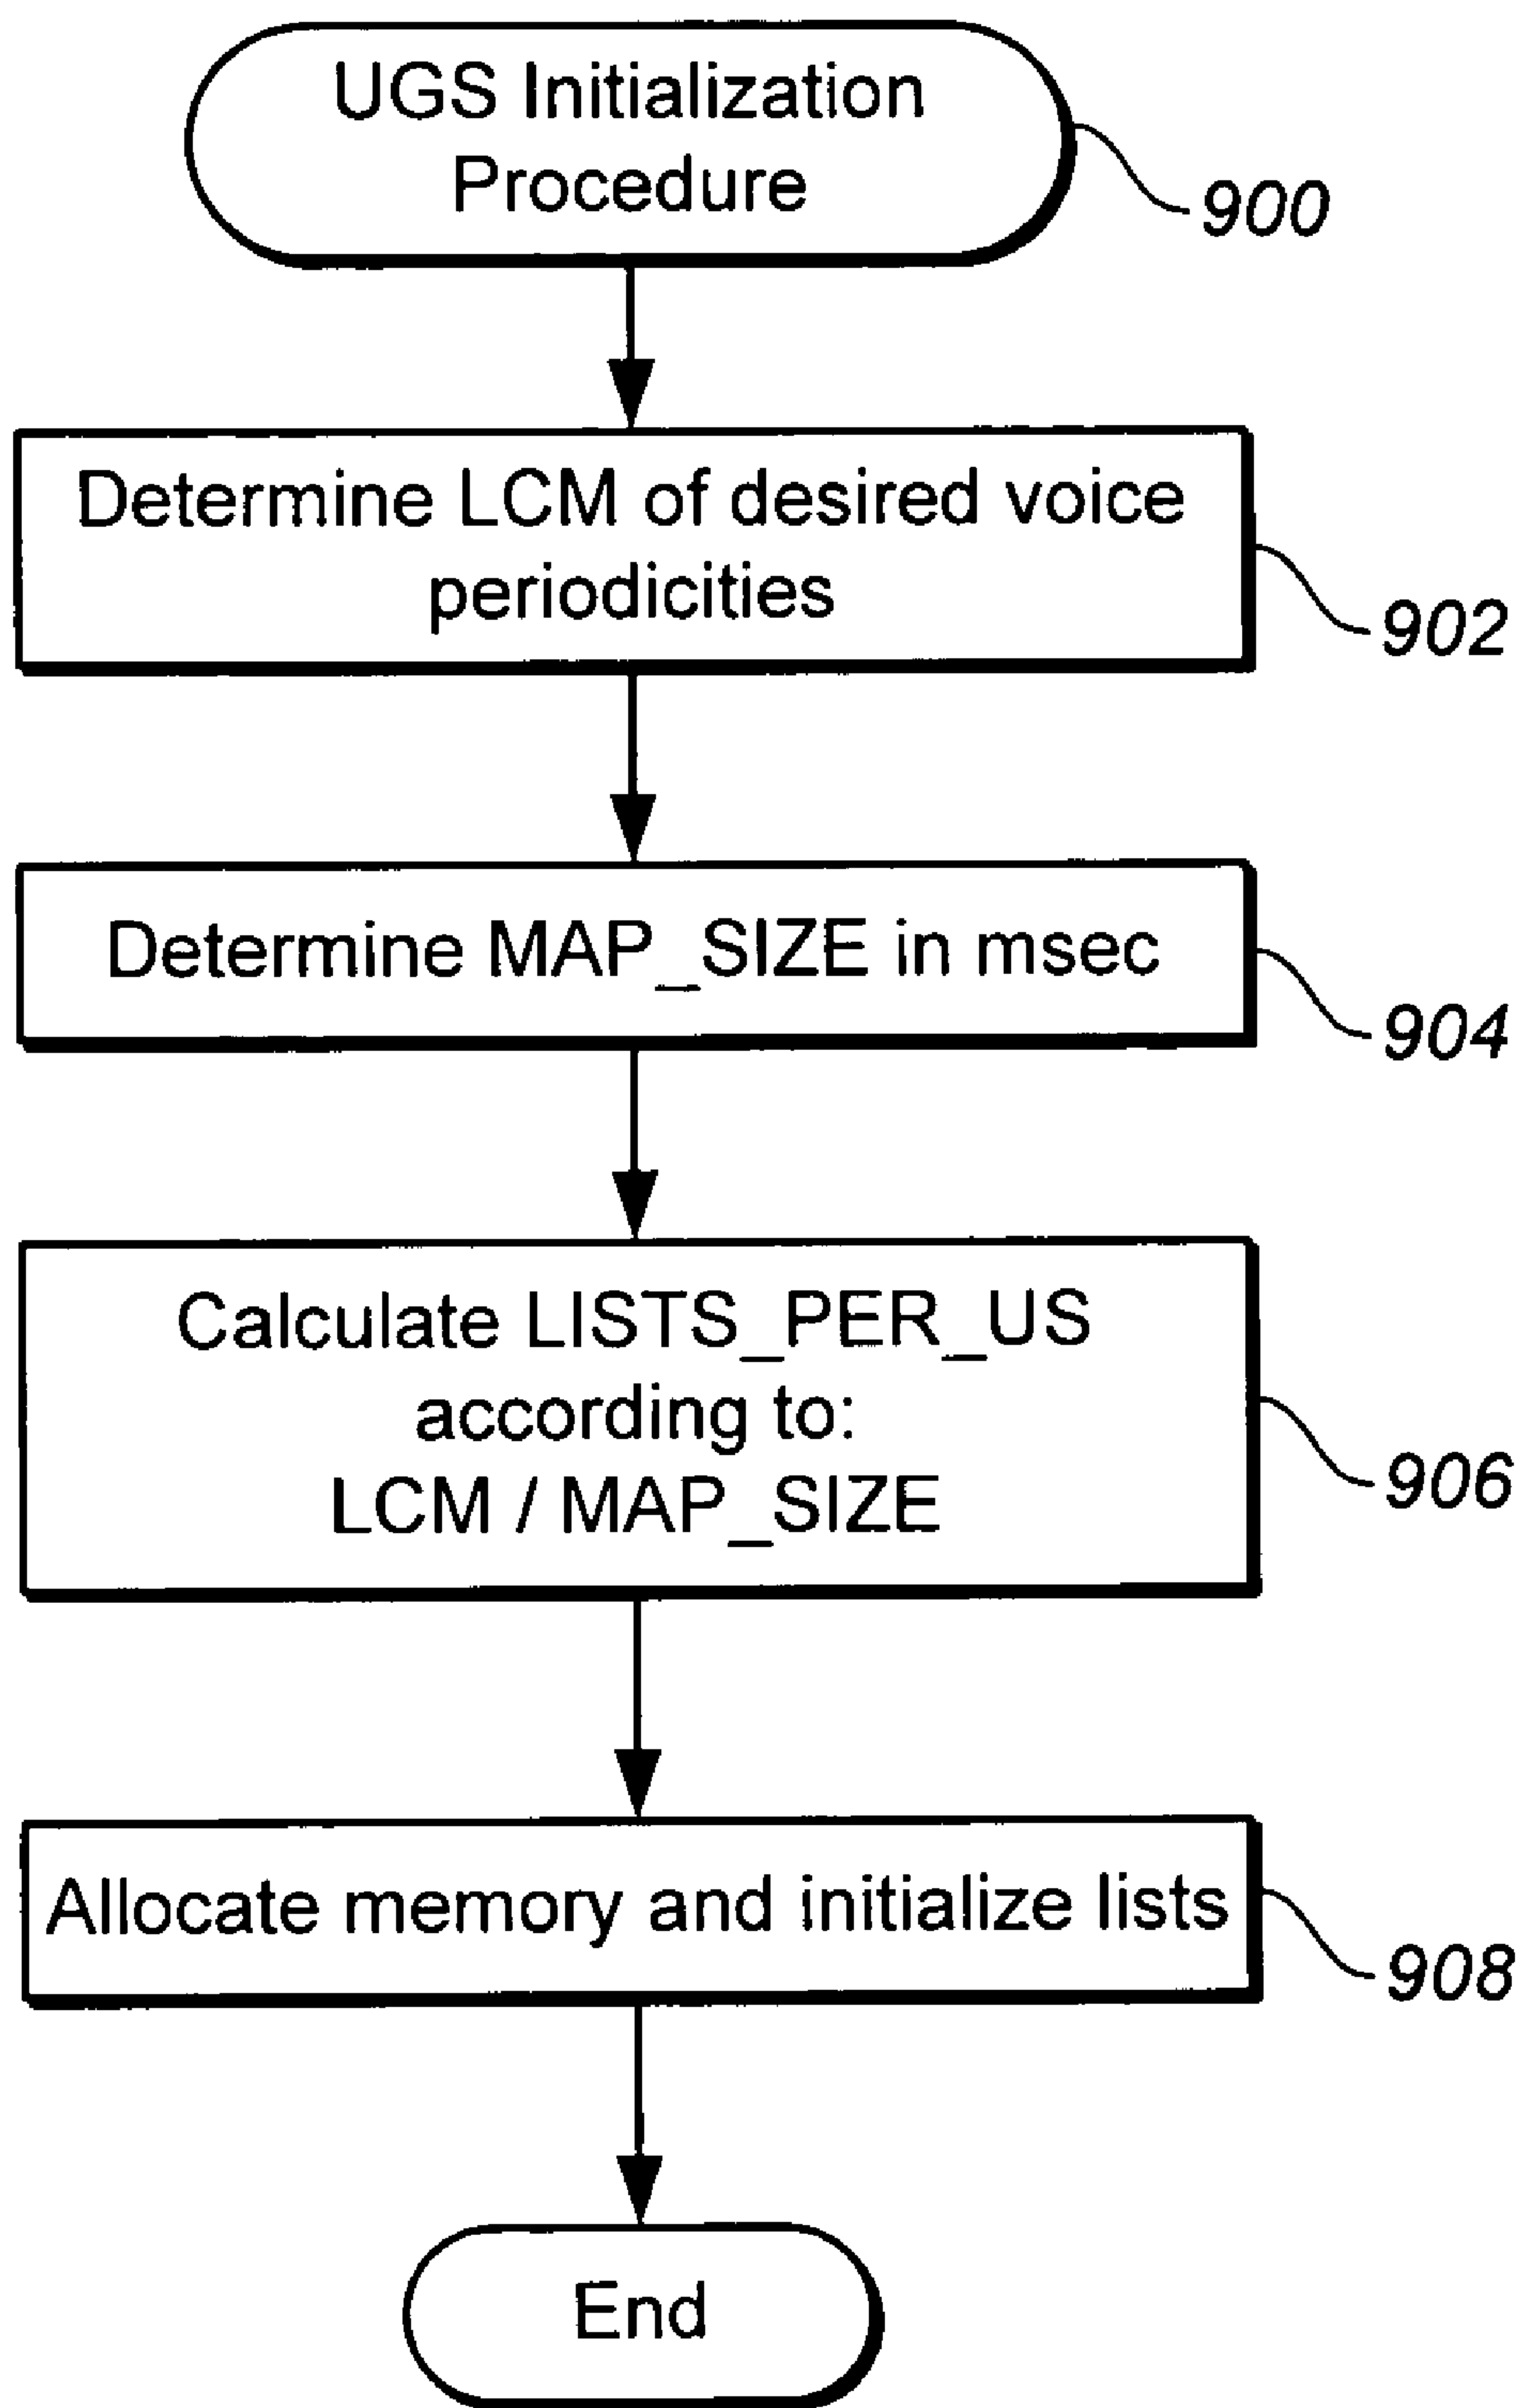 UGS Initialization
Procedure
900
Determine LCM of desired voice
periodicities
902
Determine MAP_SIZE in msec
904
Calculate LISTS_PER_US
according to:
LCM / MAP_SIZE
906
Allocate memory and initialize lists
908
End